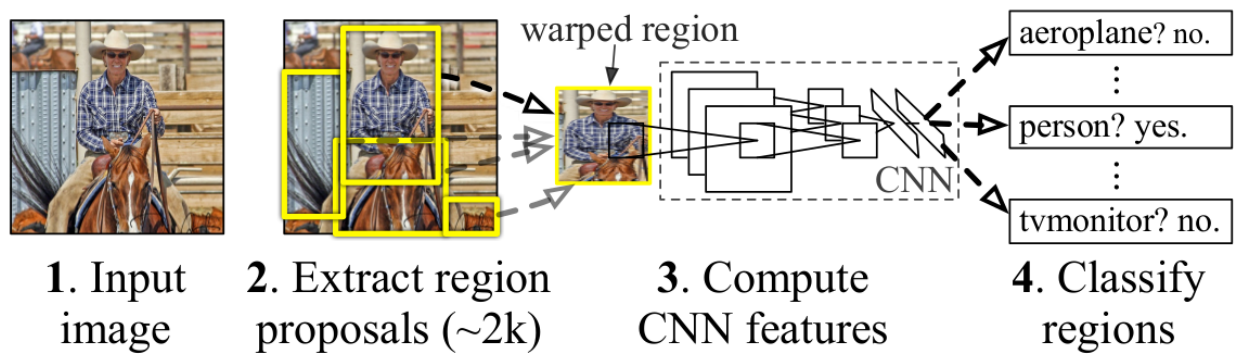 warped region
aeroplane? no.
person? yes.
CNN
tvmonitor? no.
1. Input
image
2. Extract region
proposals (~2k)
3. Compute
CNN features
4. Classify
regions